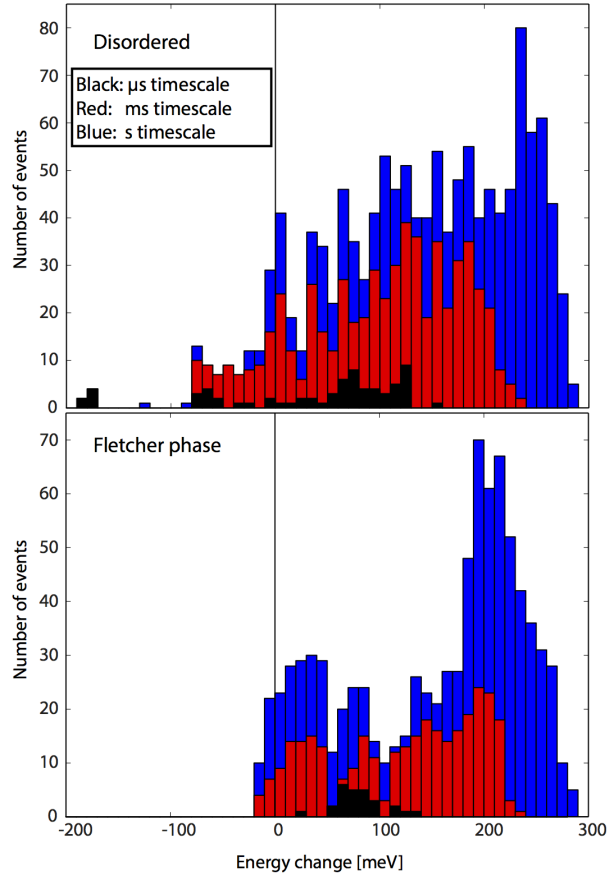 80
70
60
50
40
30
20
10
0
Number of events
Disordered
Black: µs timescale
Red: ms timescale
Blue: s timescale
70
60
50
40
30
20
10
0
Number of events
Fletcher phase
-200
-100
0
100
200
300
Energy change [meV]